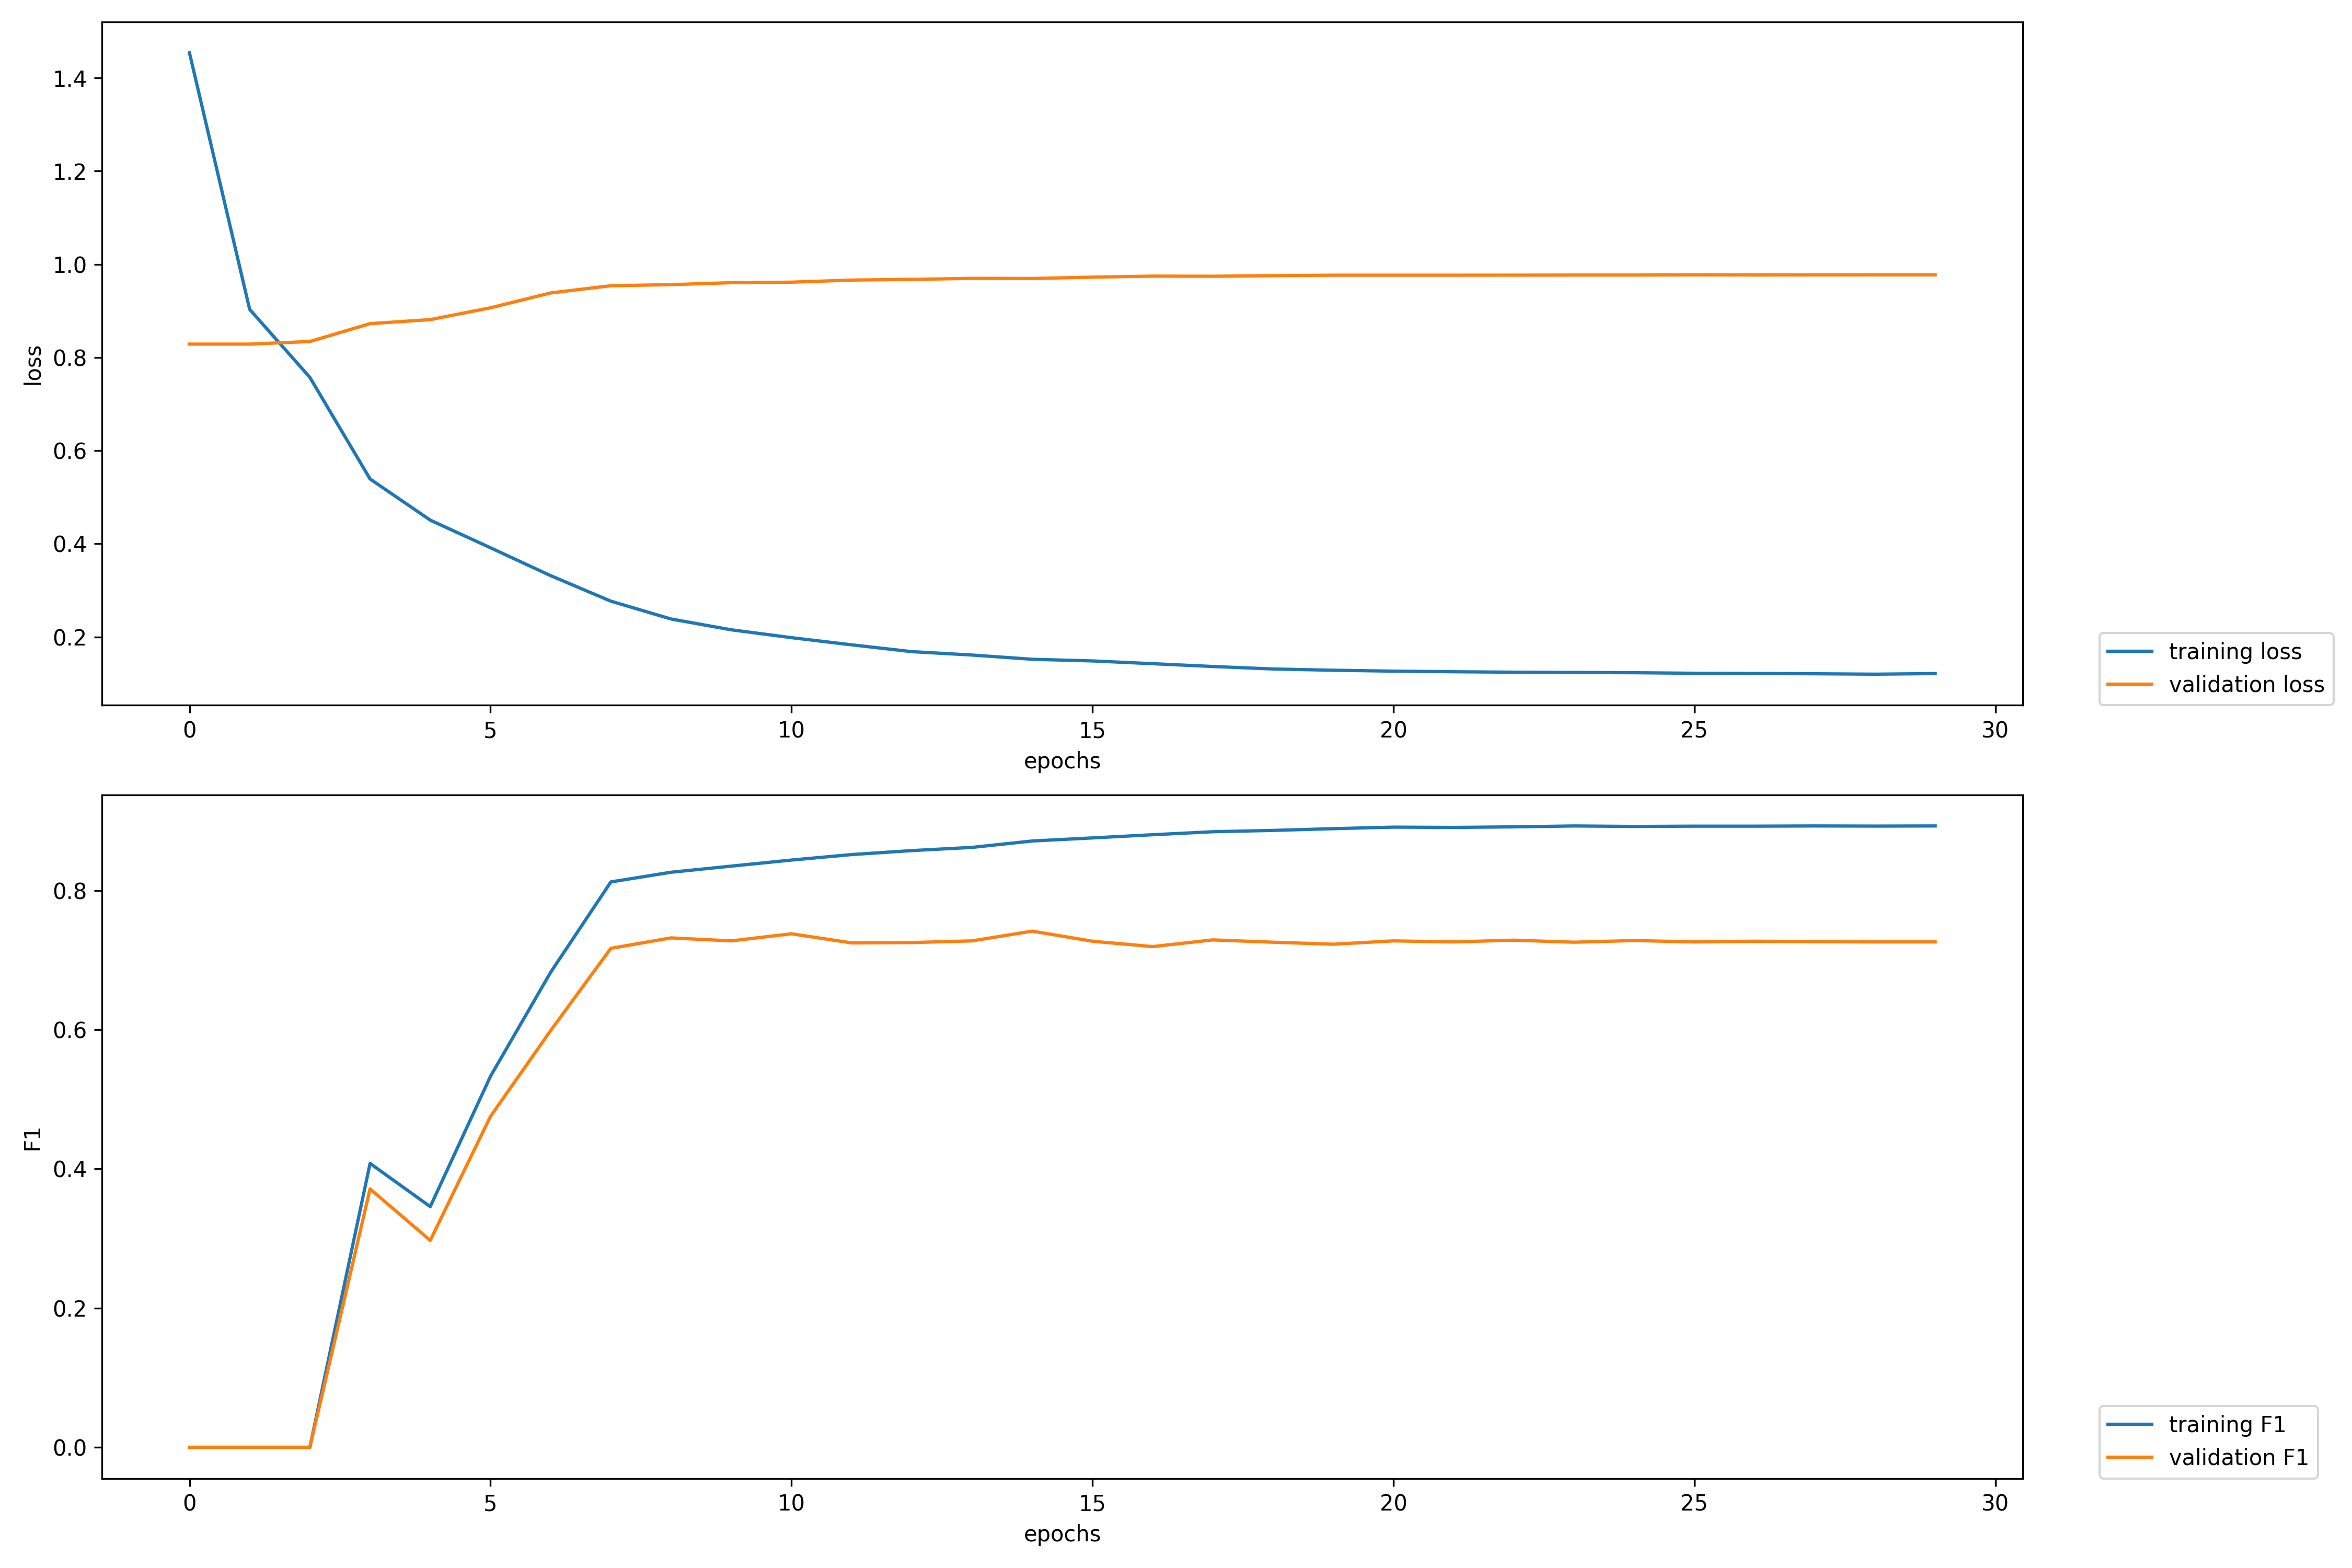 1.4
1.2
1.0
0.8
0.6
0.4
0.2
loss
0 5 10 15 20 25 30
epochs
training loss
validation loss
0.8
0.6
0.4
0.2
0.0
F1
0 5 10 15 20 25 30
epochs
training F1
validation F1